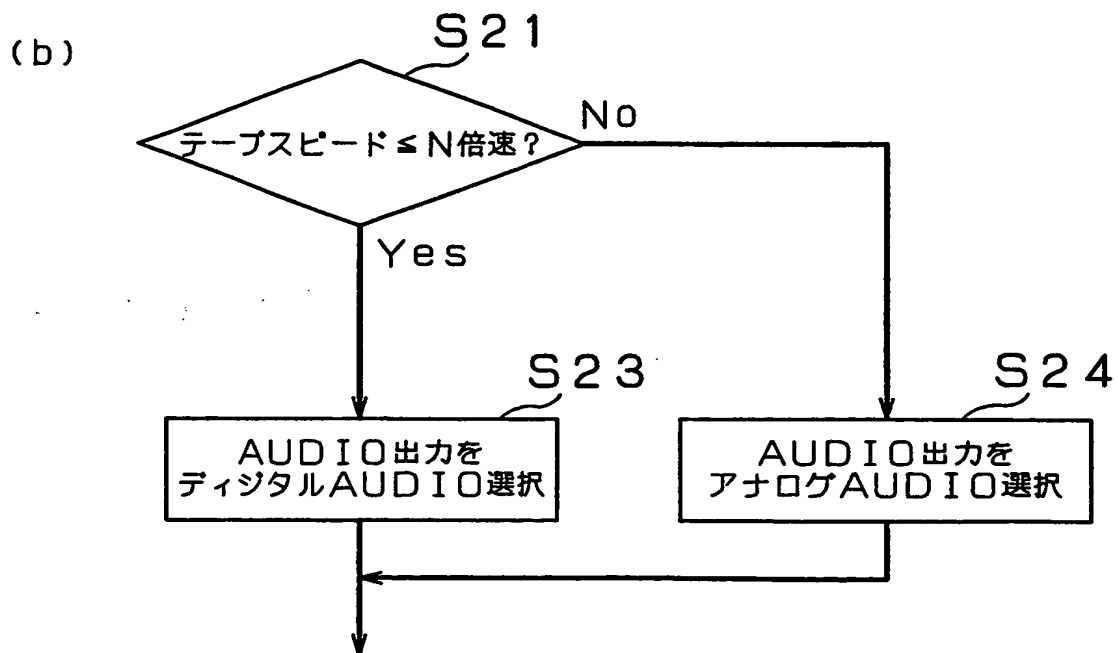 (b)
S21
テープスピード≦N倍速?
No
Yes
S23
AUDIO出力を
ディジタルAUDIO選択
S24
AUDIO出力を
アナログAUDIO選択